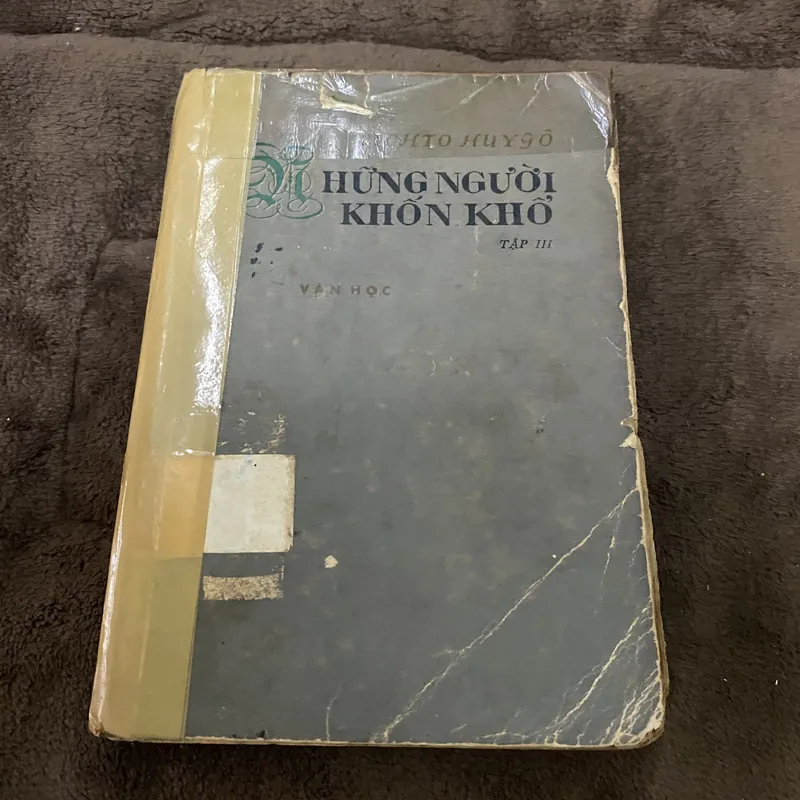 HUYGÔ
NHỮNG NGƯỜI
KHỐN KHỔ
TẬP III
VĂN HỌC